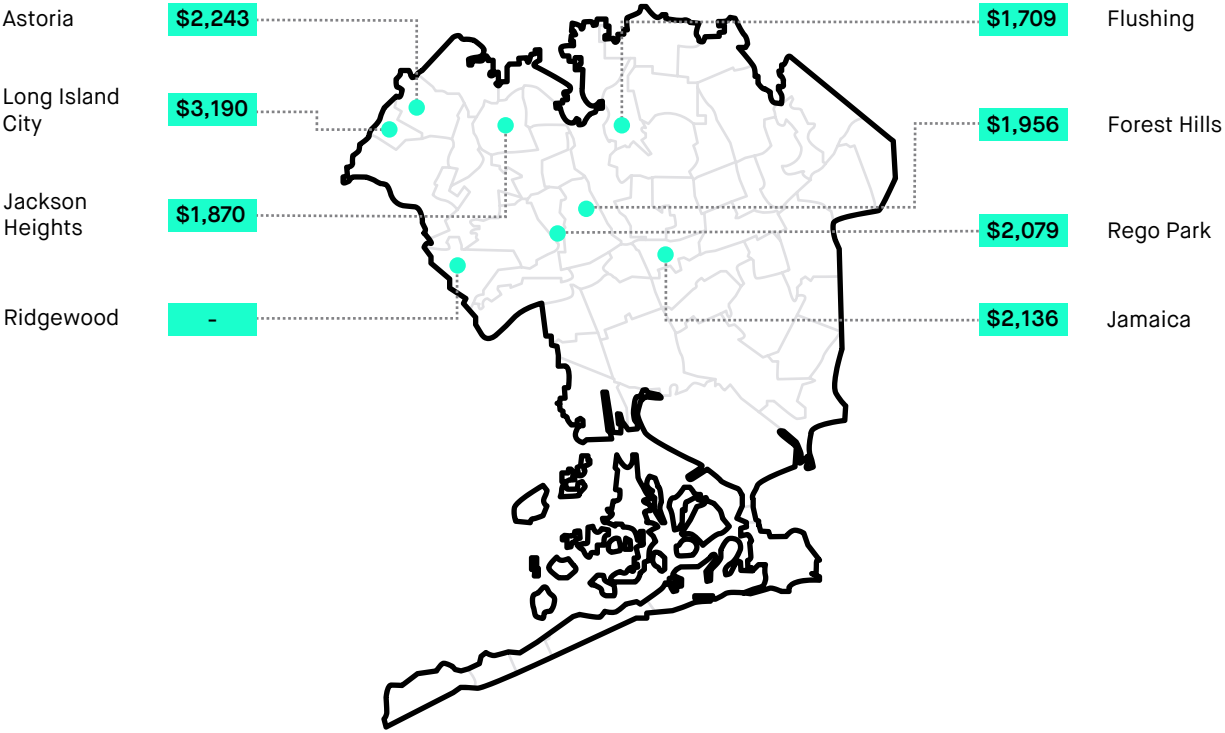 Astoria
$2,243
Long Island
City
$3,190
Jackson
Heights
$1,870
Ridgewood
-
$1,709
Flushing
$1,956
Forest Hills
$2,079
Rego Park
$2,136
Jamaica